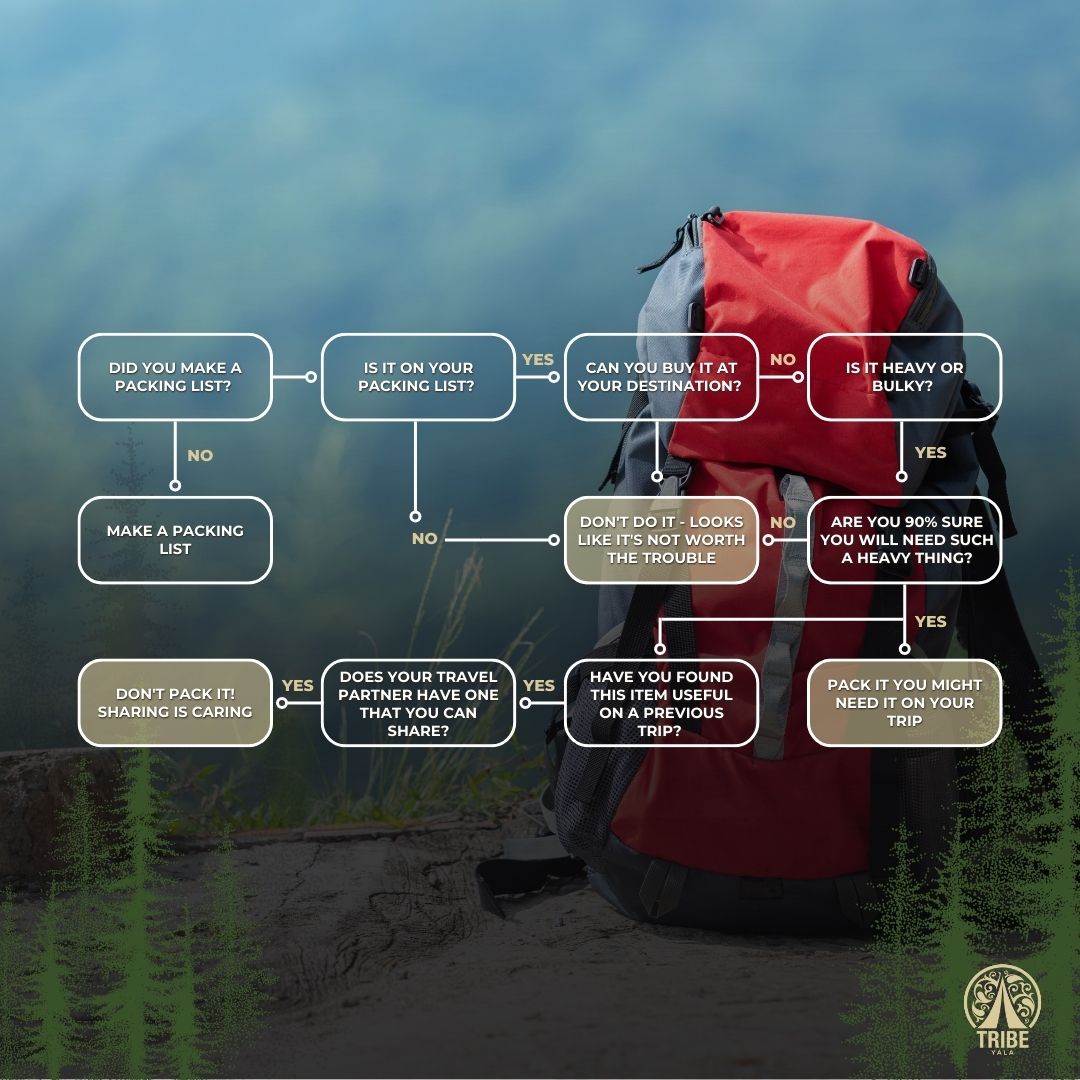 DID YOU MAKE A
PACKING LIST?
IS IT ON YOUR
PACKING LIST?
YES
CAN YOU BUY IT AT
YOUR DESTINATION?
NO
IS IT HEAVY OR
BULKY?
NO
YES
MAKE A PACKING
LIST
NO
DON'T DO IT - LOOKS
LIKE IT'S NOT WORTH
THE TROUBLE
NO
ARE YOU 90% SURE
YOU WILL NEED SUCH
A HEAVY THING?
YES
DON'T PACK IT!
SHARING IS CARING
YES
DOES YOUR TRAVEL
PARTNER HAVE ONE
THAT YOU CAN
SHARE?
YES
HAVE YOU FOUND
THIS ITEM USEFUL
ON A PREVIOUS
TRIP?
PACK IT YOU MIGHT
NEED IT ON YOUR
TRIP
TRIBE
YALA